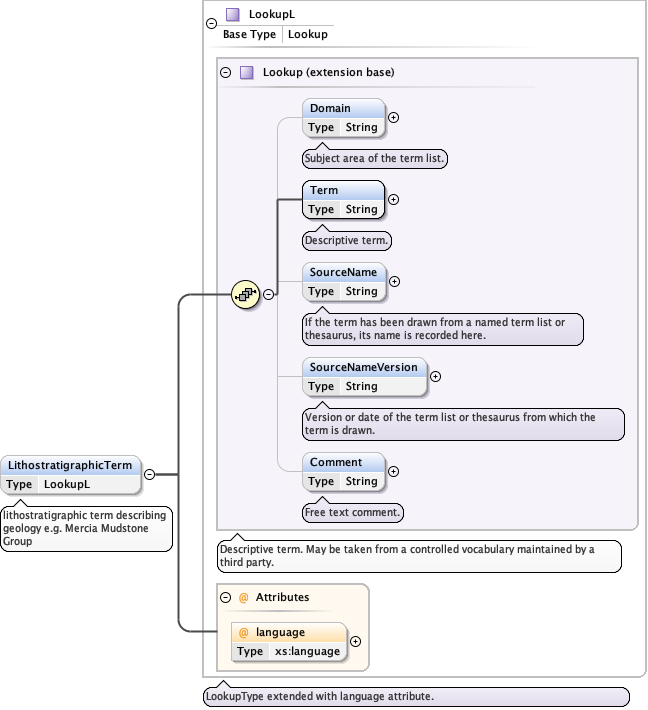 LookupL
Base Type Lookup
Lookup (extension base)
Domain
Type String
Subject area of the term list.
Term
Type String
Descriptive term.
SourceName
Type String
If the term has been drawn from a named term list or
thesaurus, its name is recorded here.
SourceNameVersion
Type String
Version or date of the term list or thesaurus from which the
term is drawn.
Comment
Type String
Free text comment.
LithostratigraphicTerm
Type LookupL
lithostratigraphic term describing
geology e.g. Mercia Mudstone
Group
Descriptive term. May be taken from a controlled vocabulary maintained by a
third party.
@ Attributes
@ language
Type xs:language
LookupType extended with language attribute.